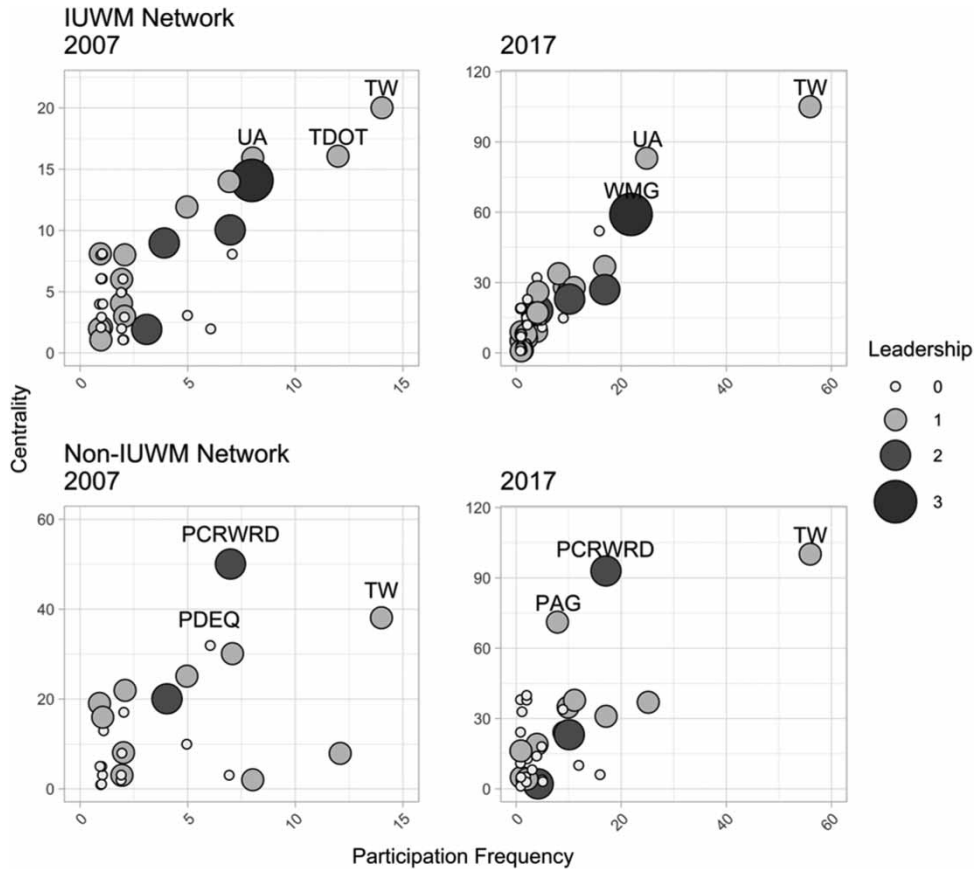 IUWM Network
2007
2017
TW
UA
TDOT
20
15
10
5
0
0
5
10
15
TW
UA
WMG
120
90
60
30
0
0
20
40
60
Centrality
Leadership
0
1
2
3
Non-IUWM Network
2007
2017
PCRWRD
TW
PDEQ
60
40
20
0
0
5
10
15
TW
PCRWRD
PAG
120
90
60
30
0
0
20
40
60
Participation Frequency